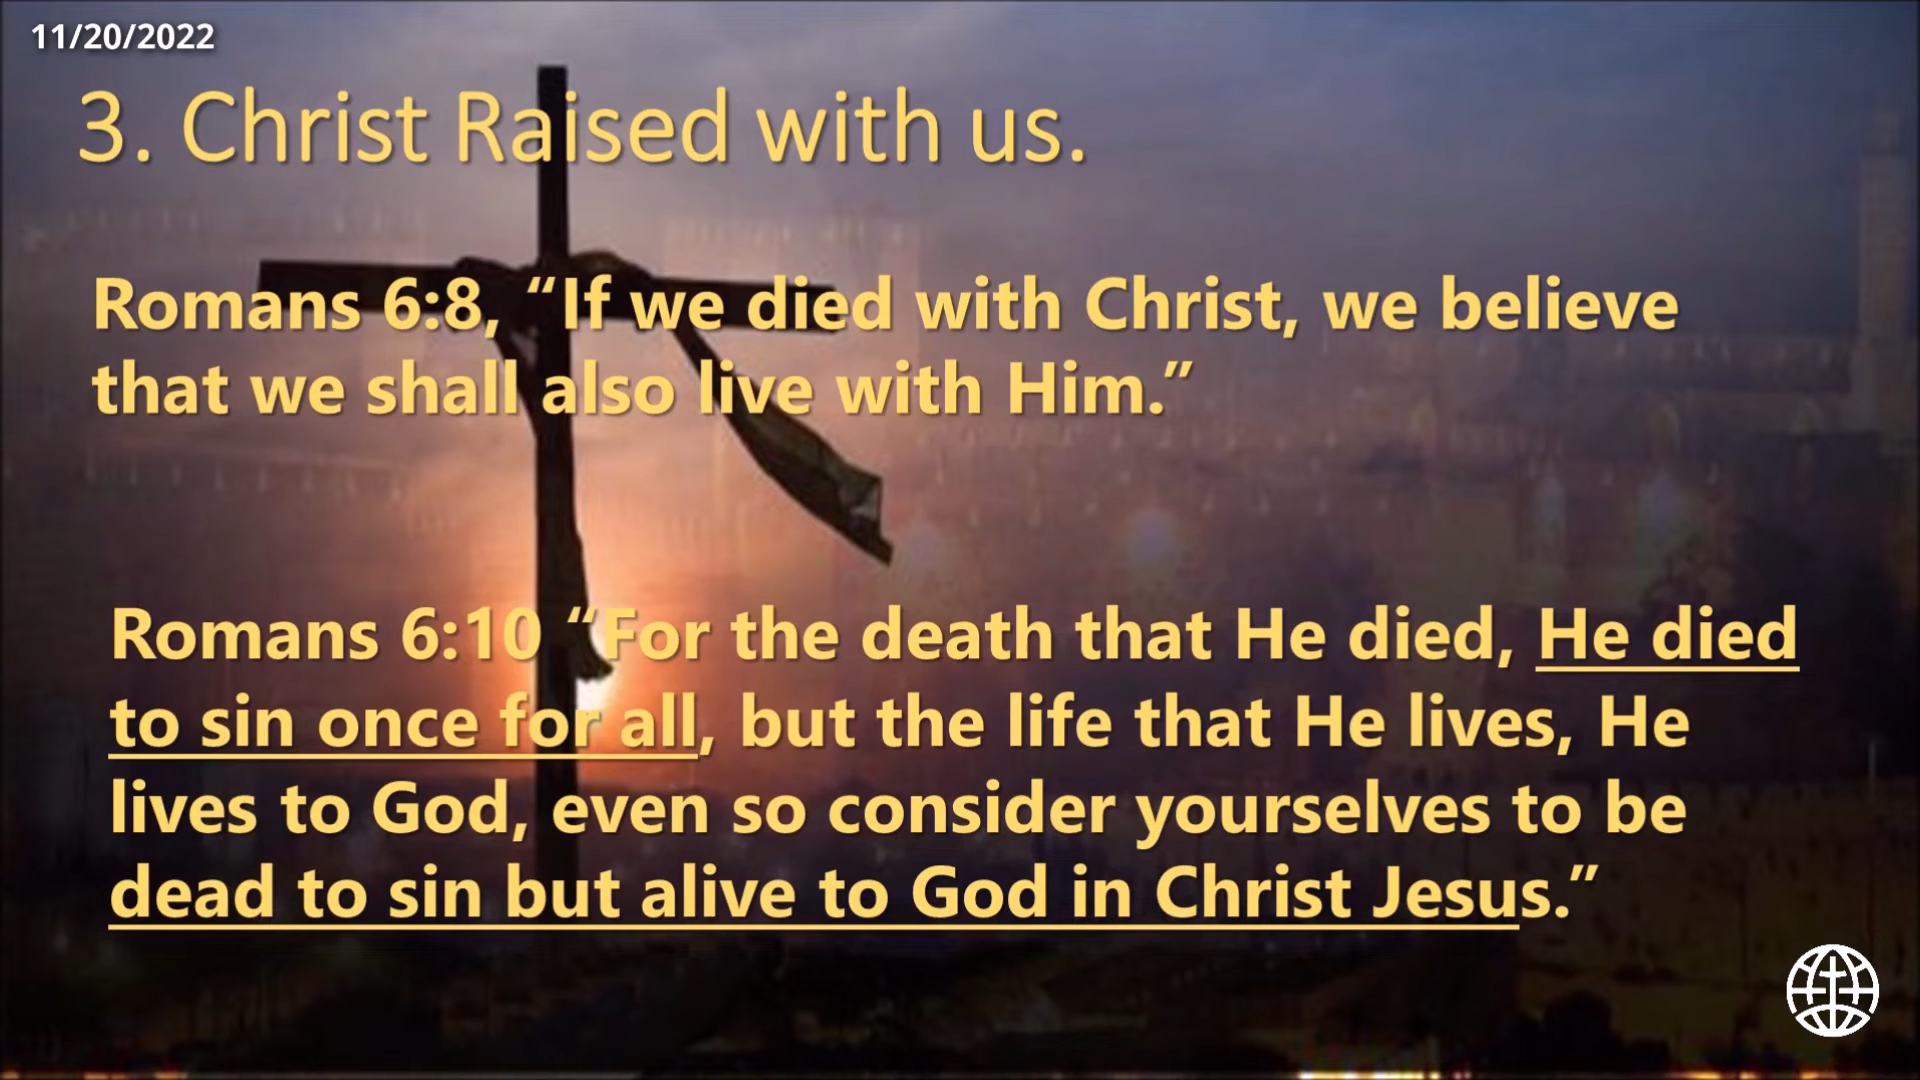 11/20/2022
3. Christ Raised with us.
Romans 6:8, “If we died with Christ, we believe
that we shall also live with Him.”
Romans 6:10 “For the death that He died, He died
to sin once for all, but the life that He lives, He
lives to God, even so consider yourselves to be
dead to sin but alive to God in Christ Jesus.”